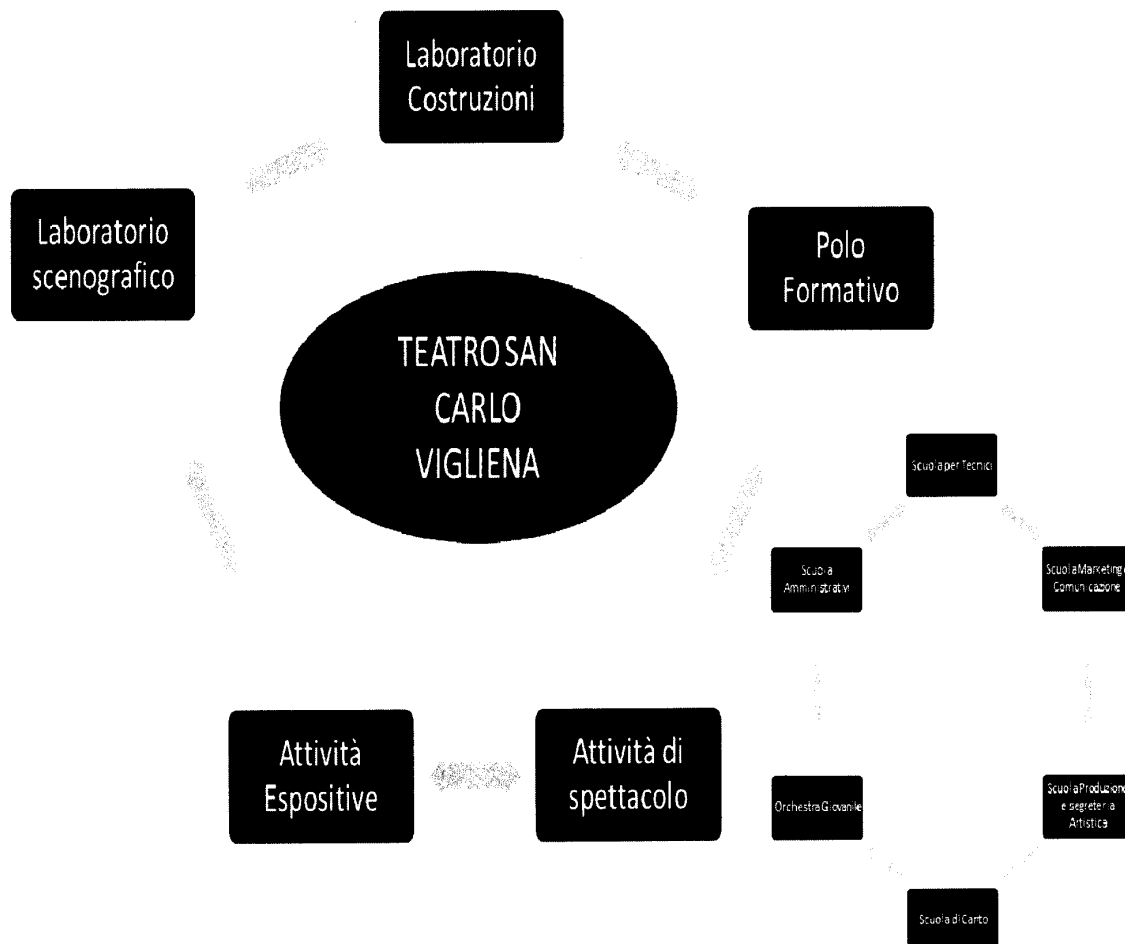 Laboratorio
Costruzioni
Laboratorio
scenografico
Polo
Formativo
TEATRO SAN
CARLO
VIGLIENA
Scuola per Tecnici
Scuola
Amministrativi
Scuola Marketing e
Comunicazione
Attività
Espositive
Attività di
spettacolo
Orchestra Giovanile
Scuola Produzione
e segreteria
Artistica
Scuola di Canto